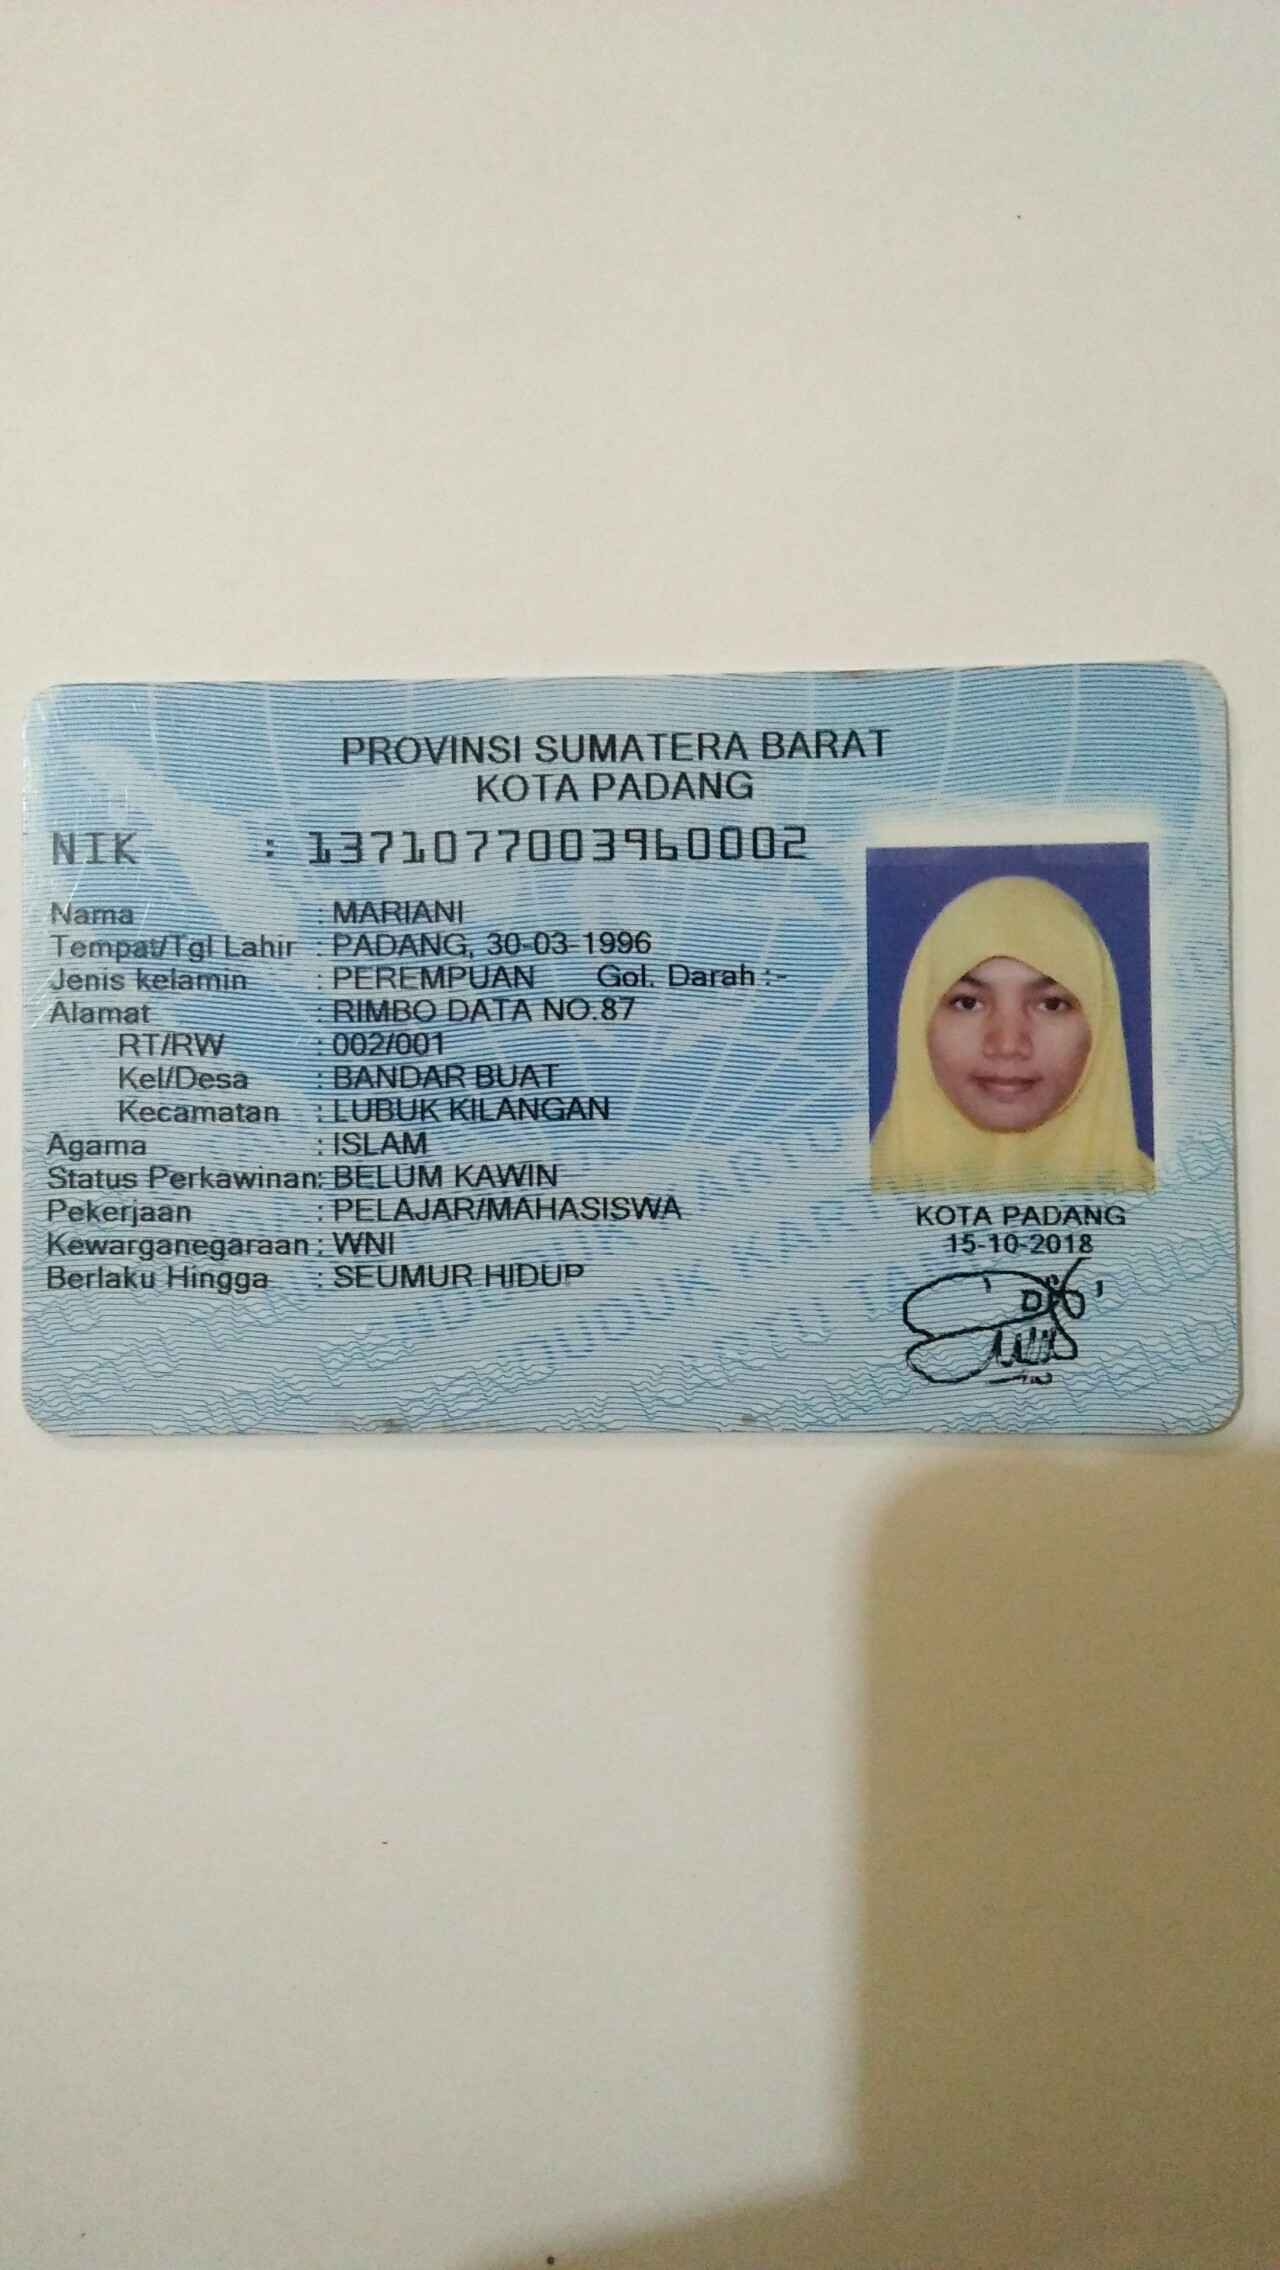 PROVINSI SUMATERA BARAT
KOTA PADANG
NIK : 1371077003960002
Nama : MARIANI
Tempat/Tgl Lahir : PADANG, 30-03-1996
Jenis kelamin : PEREMPUAN Gol. Darah :-
Alamat : RIMBO DATA NO.87
RT/RW : 002/001
Kel/Desa : BANDAR BUAT
Kecamatan : LUBUK KILANGAN
Agama : ISLAM
Status Perkawinan: BELUM KAWIN
Pekerjaan : PELAJAR/MAHASISWA
Kewarganegaraan : WNI
Berlaku Hingga : SEUMUR HIDUP
KOTA PADANG
15-10-2018